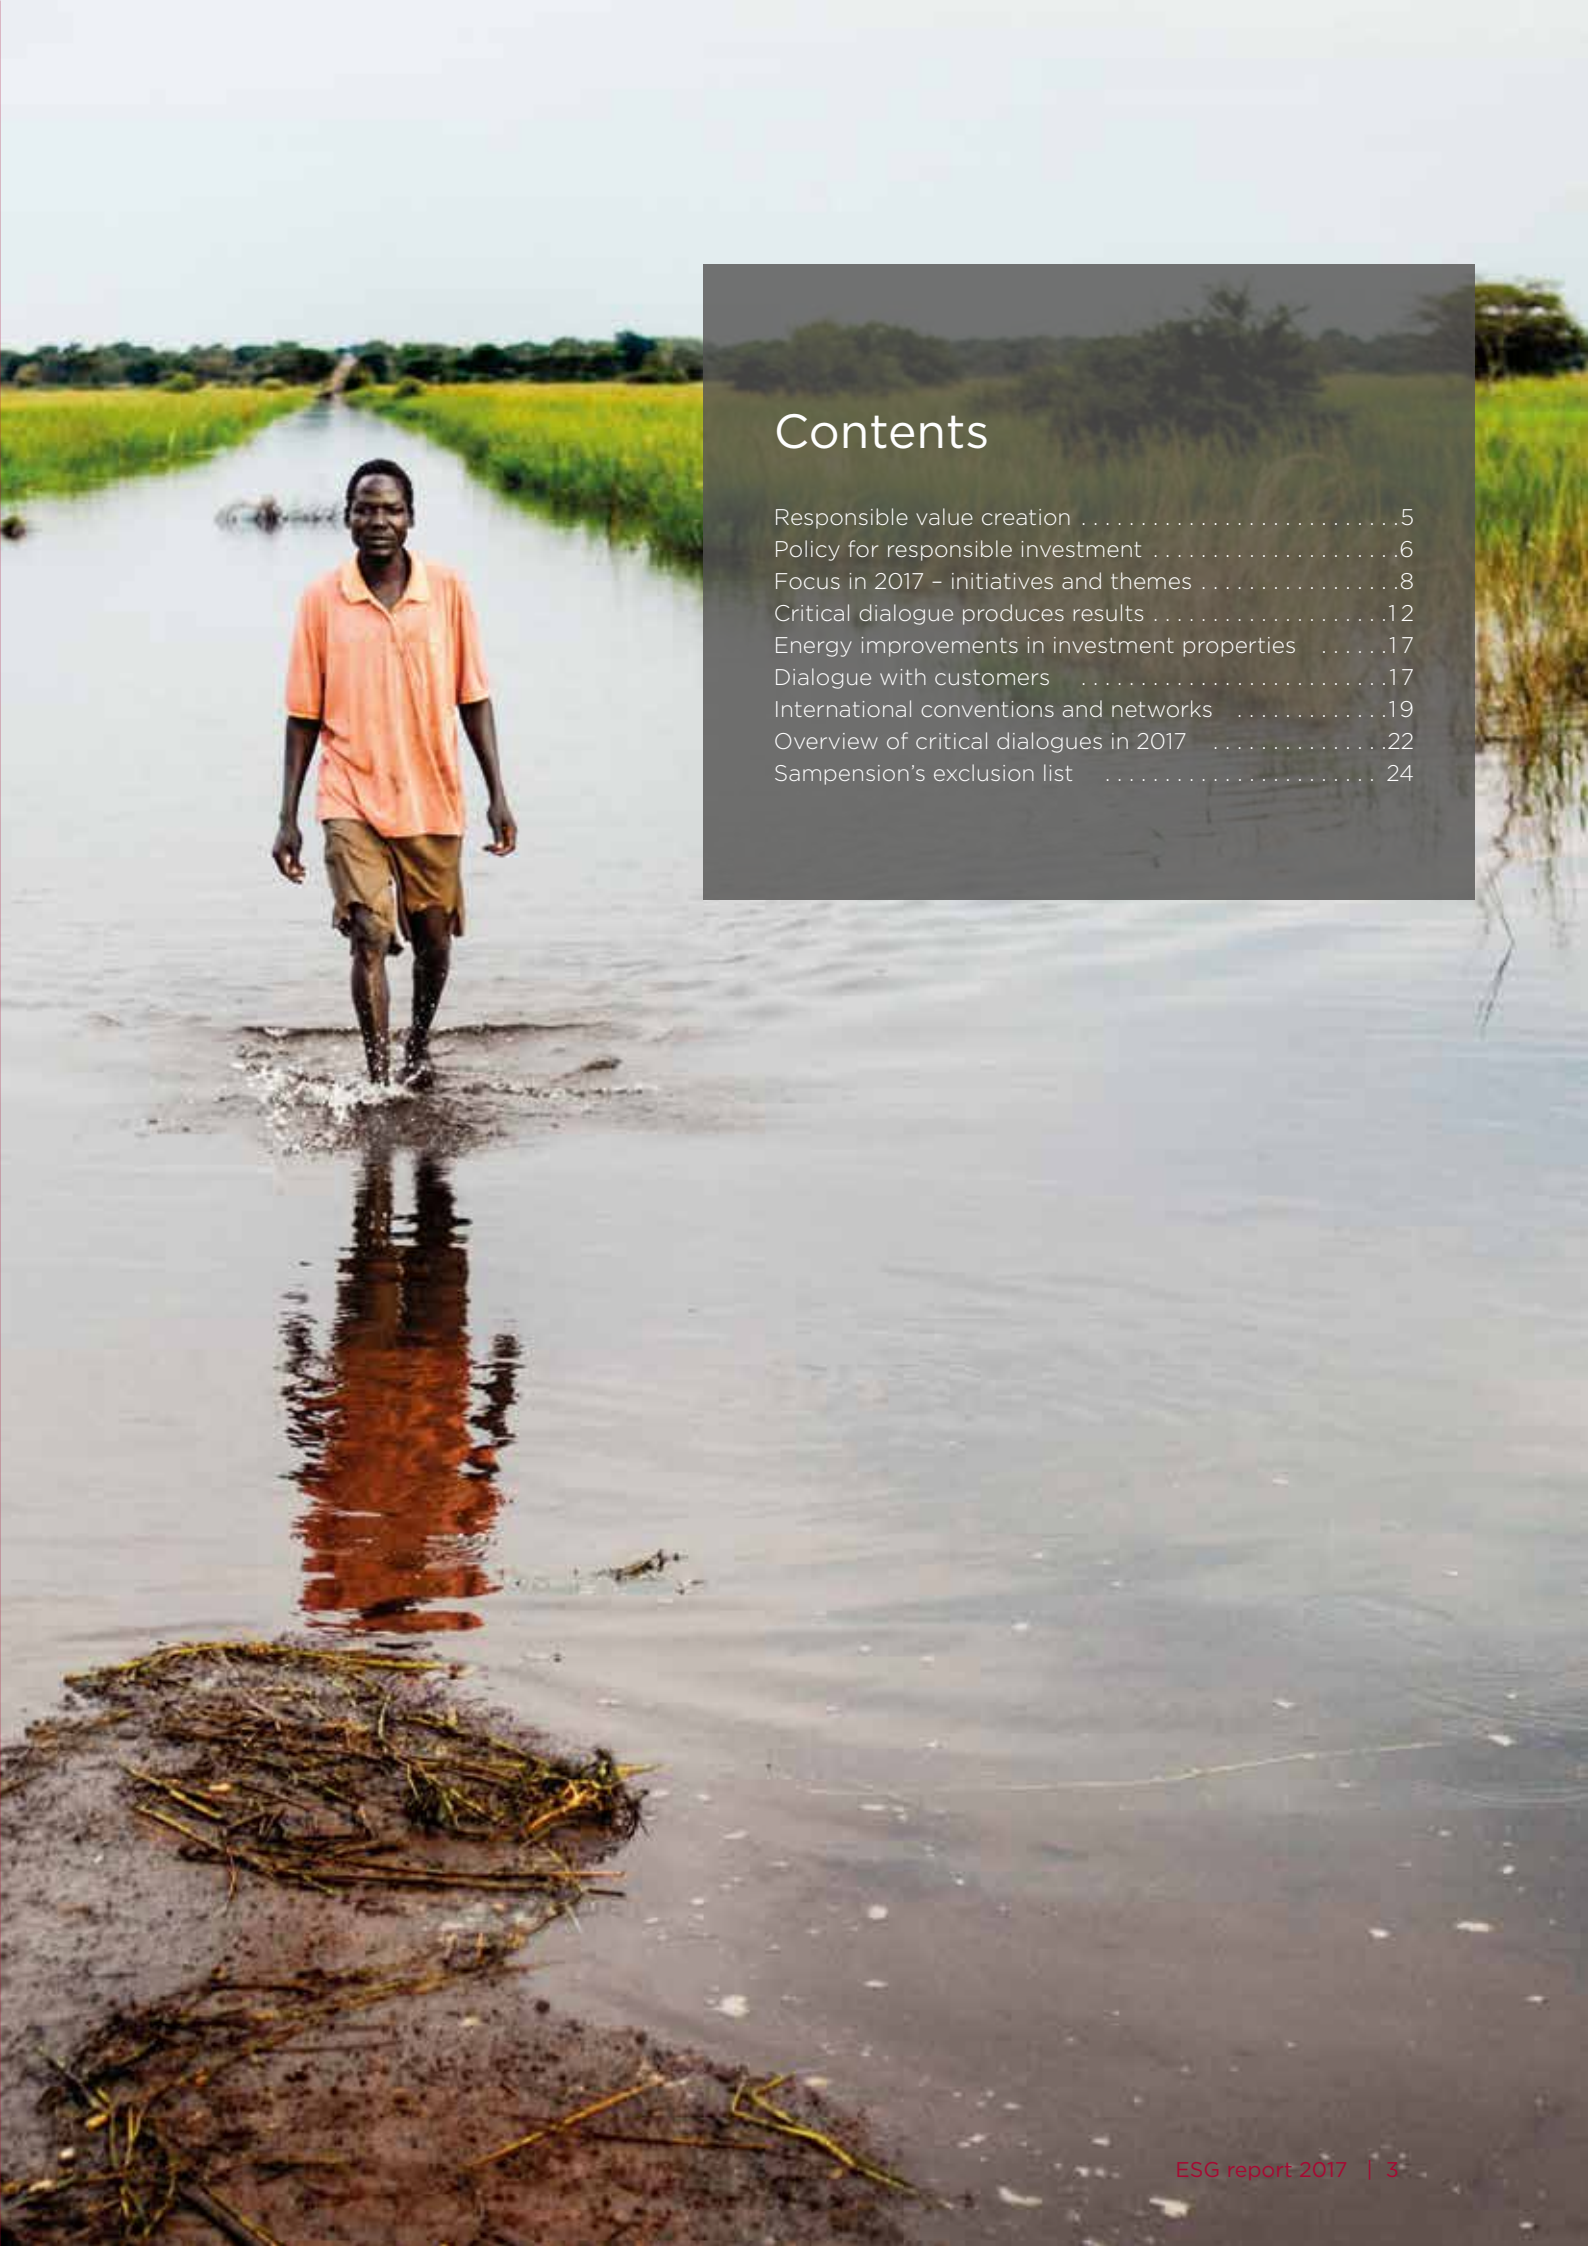 Contents
Responsible value creation . . . . . . . . . . . . . . . . . . . . . . . . . . .5
Policy for responsible investment . . . . . . . . . . . . . . . . . . . . .6
Focus in 2017 – initiatives and themes . . . . . . . . . . . . . . . . .8
Critical dialogue produces results . . . . . . . . . . . . . . . . . . . .12
Energy improvements in investment properties . . . . . .17
Dialogue with customers . . . . . . . . . . . . . . . . . . . . . . . . . .17
International conventions and networks . . . . . . . . . . . . .19
Overview of critical dialogues in 2017 . . . . . . . . . . . . . . .22
Sampension’s exclusion list . . . . . . . . . . . . . . . . . . . . . . . 24
ESG report 2017 | 3